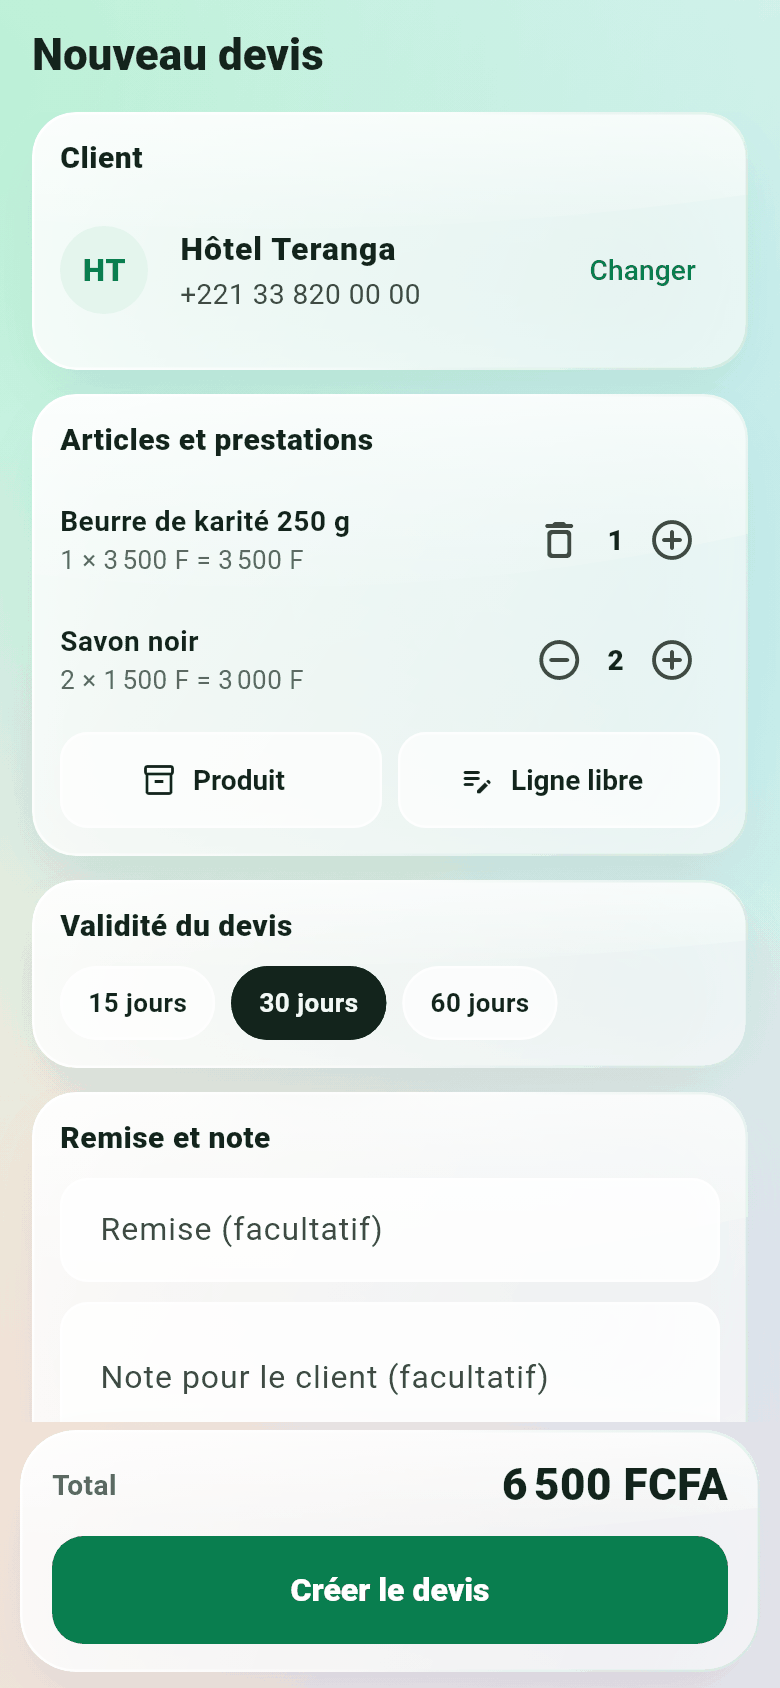 Nouveau devis
Client
HT
Hôtel Teranga
+221 33 820 00 00
Changer
Articles et prestations
Beurre de karité 250 g
1 × 3 500 F = 3 500 F
1
Savon noir
2 × 1 500 F = 3 000 F
2
Produit
Ligne libre
Validité du devis
15 jours
30 jours
60 jours
Remise et note
Remise (facultatif)
Note pour le client (facultatif)
Total
6 500 FCFA
Créer le devis